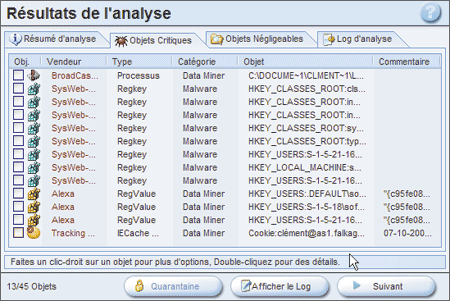 Résultats de l'analyse
?
Résumé d'analyse Objets Critiques Objets Négligeables Log d'analyse
Obj. Vendeur Type Catégorie Objet Commentaire
BroadCas... Processus Data Miner C:\DOCUME~1\CLMENT~1\L...
SysWeb-... Regkey Malware HKEY_CLASSES_ROOT:cls...
SysWeb-... Regkey Malware HKEY_CLASSES_ROOT:in...
SysWeb-... Regkey Malware HKEY_CLASSES_ROOT:in...
SysWeb-... Regkey Malware HKEY_CLASSES_ROOT:sy...
SysWeb-... Regkey Malware HKEY_CLASSES_ROOT:typ...
SysWeb-... Regkey Malware HKEY_USERS:S-1-5-21-16...
SysWeb-... Regkey Malware HKEY_LOCAL_MACHINE:s...
SysWeb-... Regkey Malware HKEY_USERS:S-1-5-21-16...
Alexa RegValue Data Miner HKEY_USERS:.DEFAULT\sof... "{c95fe08...
Alexa RegValue Data Miner HKEY_USERS:S-1-5-18\sof... "{c95fe08...
Alexa RegValue Data Miner HKEY_USERS:S-1-5-21-16... "{c95fe08...
Tracking ... IECache ... Data Miner Cookie:clément@as1.falkag... 07-10-200...
Faites un clic-droit sur un objet pour plus d'options, Double-cliquez pour des détails.
13/45 Objets Quarantaine Afficher le Log Suivant